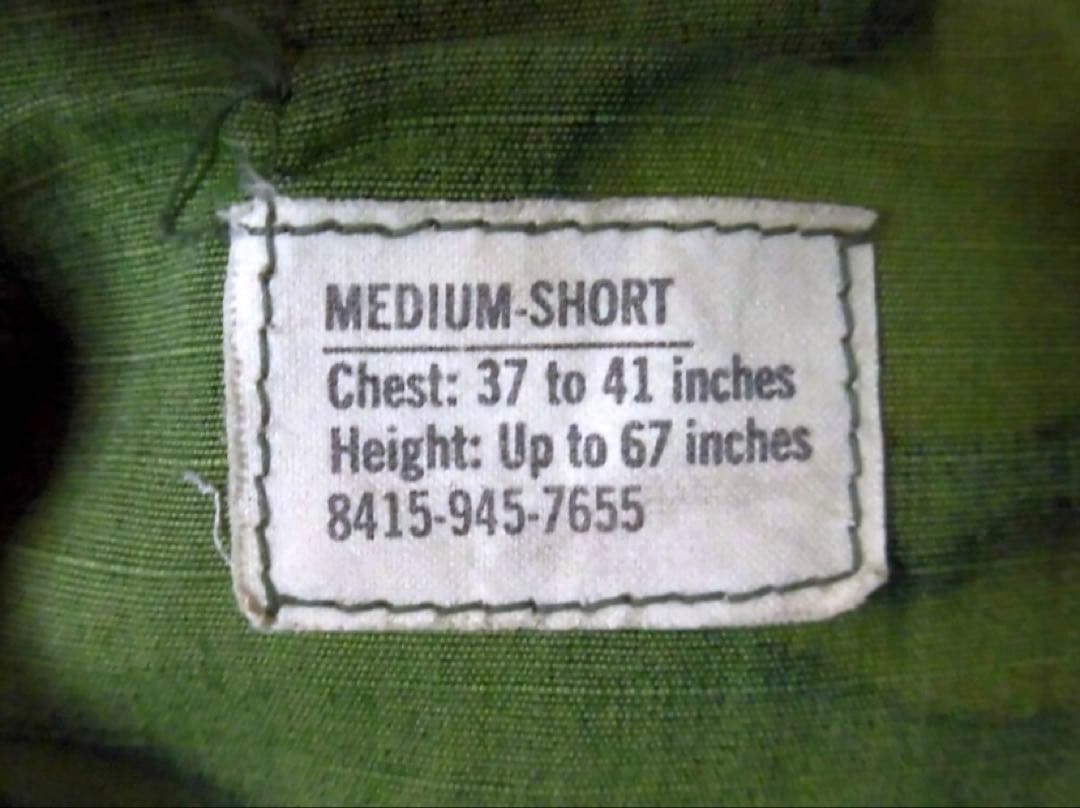 MEDIUM-SHORT
Chest: 37 to 41 inches
Height: Up to 67 inches
8415-945-7655